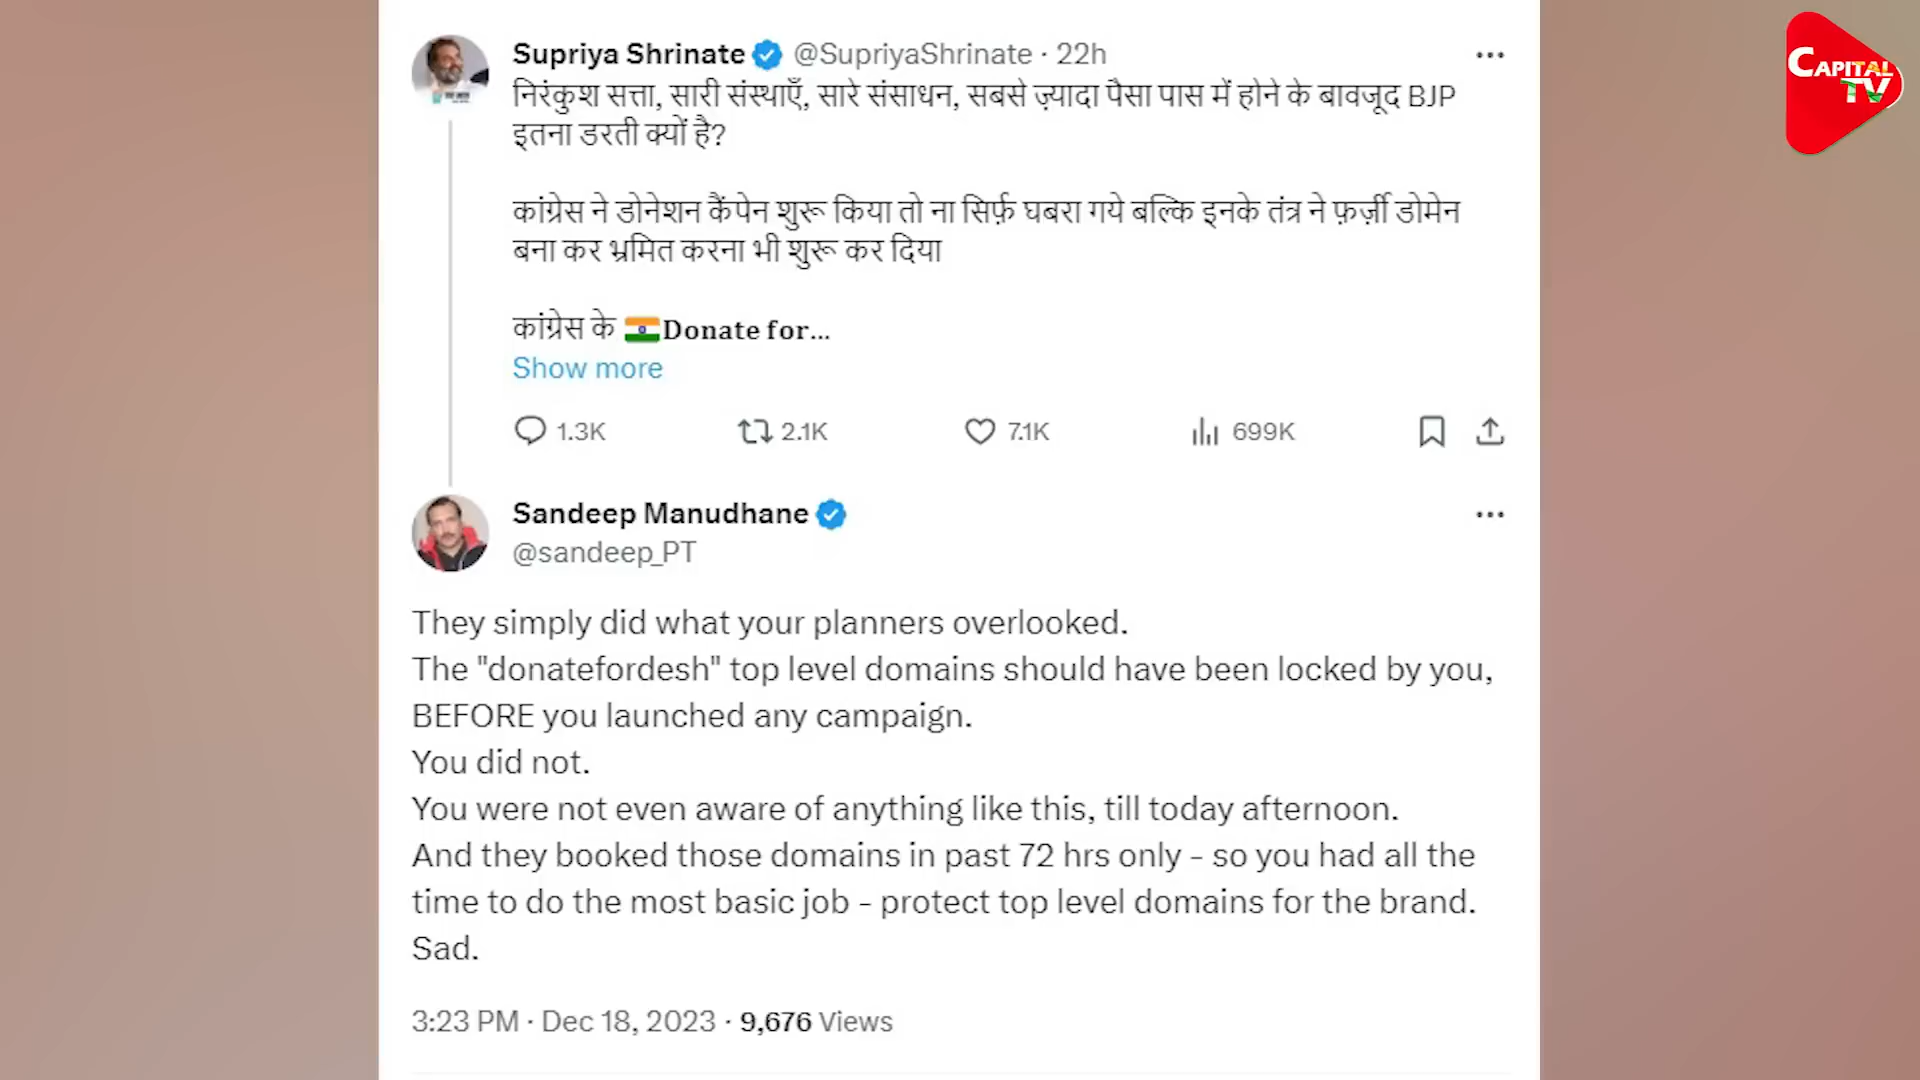 Supriya Shrinate @SupriyaShrinate · 22h
निरंकुश सत्ता, सारी संस्थाएँ, सारे संसाधन, सबसे ज़्यादा पैसा पास में होने के बावजूद BJP
इतना डरती क्यों है?
कांग्रेस ने डोनेशन कैंपेन शुरू किया तो ना सिर्फ़ घबरा गये बल्कि इनके तंत्र ने फ़र्ज़ी डोमेन
बना कर भ्रमित करना भी शुरू कर दिया
कांग्रेस के 🇮🇳Donate for...
Show more
1.3K 2.1K 7.1K 699K
Sandeep Manudhane
@sandeep_PT
They simply did what your planners overlooked.
The "donatefordesh" top level domains should have been locked by you,
BEFORE you launched any campaign.
You did not.
You were not even aware of anything like this, till today afternoon.
And they booked those domains in past 72 hrs only - so you had all the
time to do the most basic job - protect top level domains for the brand.
Sad.
3:23 PM · Dec 18, 2023 · 9,676 Views
CAPITAL
TV